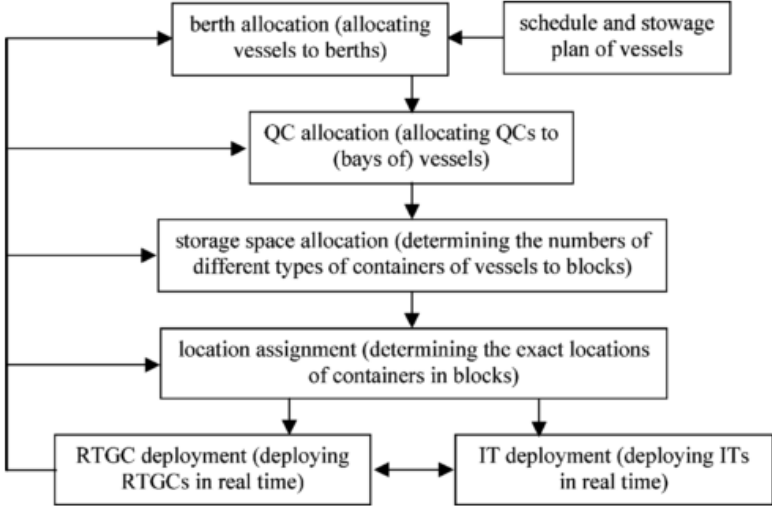 berth allocation (allocating
vessels to berths)
schedule and stowage
plan of vessels
QC allocation (allocating QCs to
(bays of) vessels)
storage space allocation (determining the numbers of
different types of containers of vessels to blocks)
location assignment (determining the exact locations
of containers in blocks)
RTGC deployment (deploying
RTGCs in real time)
IT deployment (deploying ITs
in real time)